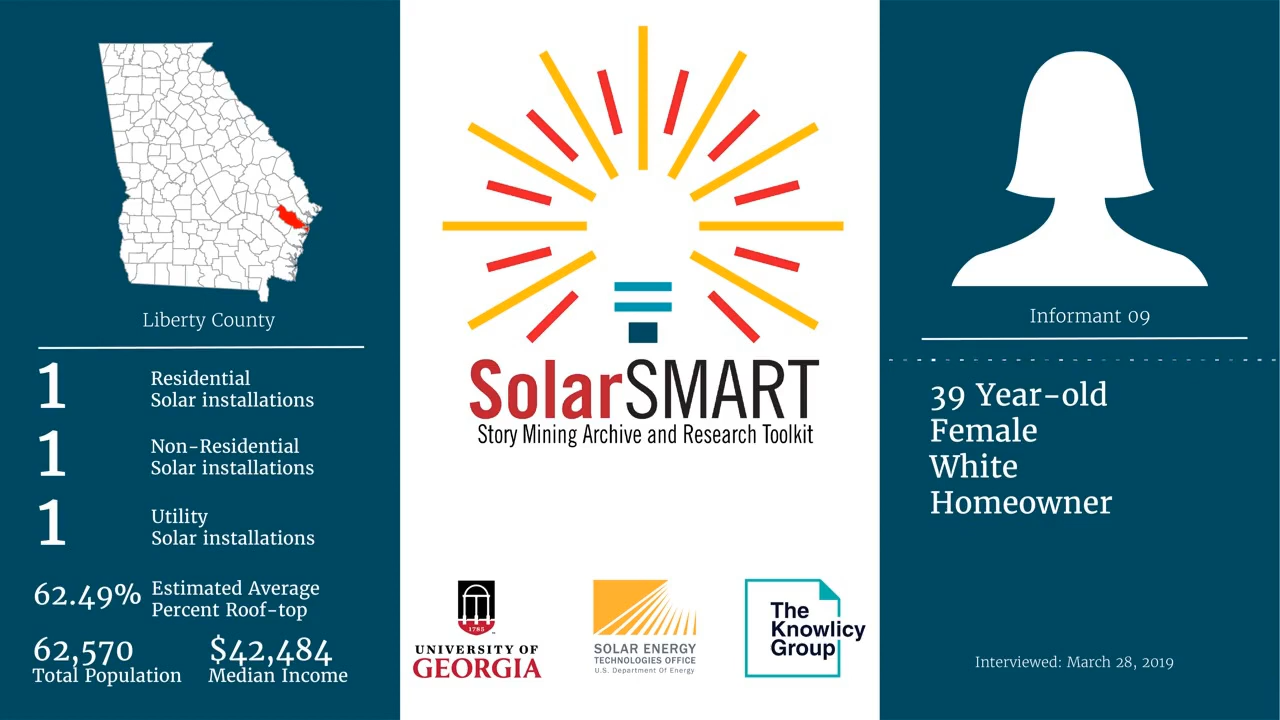 Liberty County
1 Residential
Solar installations
1 Non-Residential
Solar installations
1 Utility
Solar installations
62.49% Estimated Average
Percent Roof-top
62,570 $42,484
Total Population Median Income
SolarSMART
Story Mining Archive and Research Toolkit
1785
UNIVERSITY OF
GEORGIA
SOLAR ENERGY
TECHNOLOGIES OFFICE
U.S. Department Of Energy
The
Knowlicy
Group
Informant 09
39 Year-old
Female
White
Homeowner
Interviewed: March 28, 2019